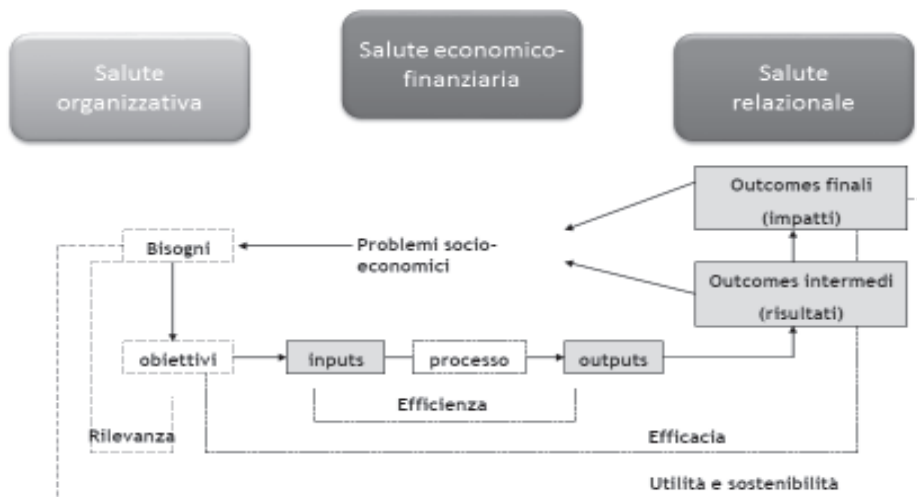 Salute
organizzativa
Salute economico-
finanziaria
Salute
relazionale
Outcomes finali
(impatti)
Bisogni
Problemi socio-
economici
Outcomes intermedi
(risultati)
obiettivi
inputs
processo
outputs
Efficienza
Rilevanza
Efficacia
Utilità e sostenibilità